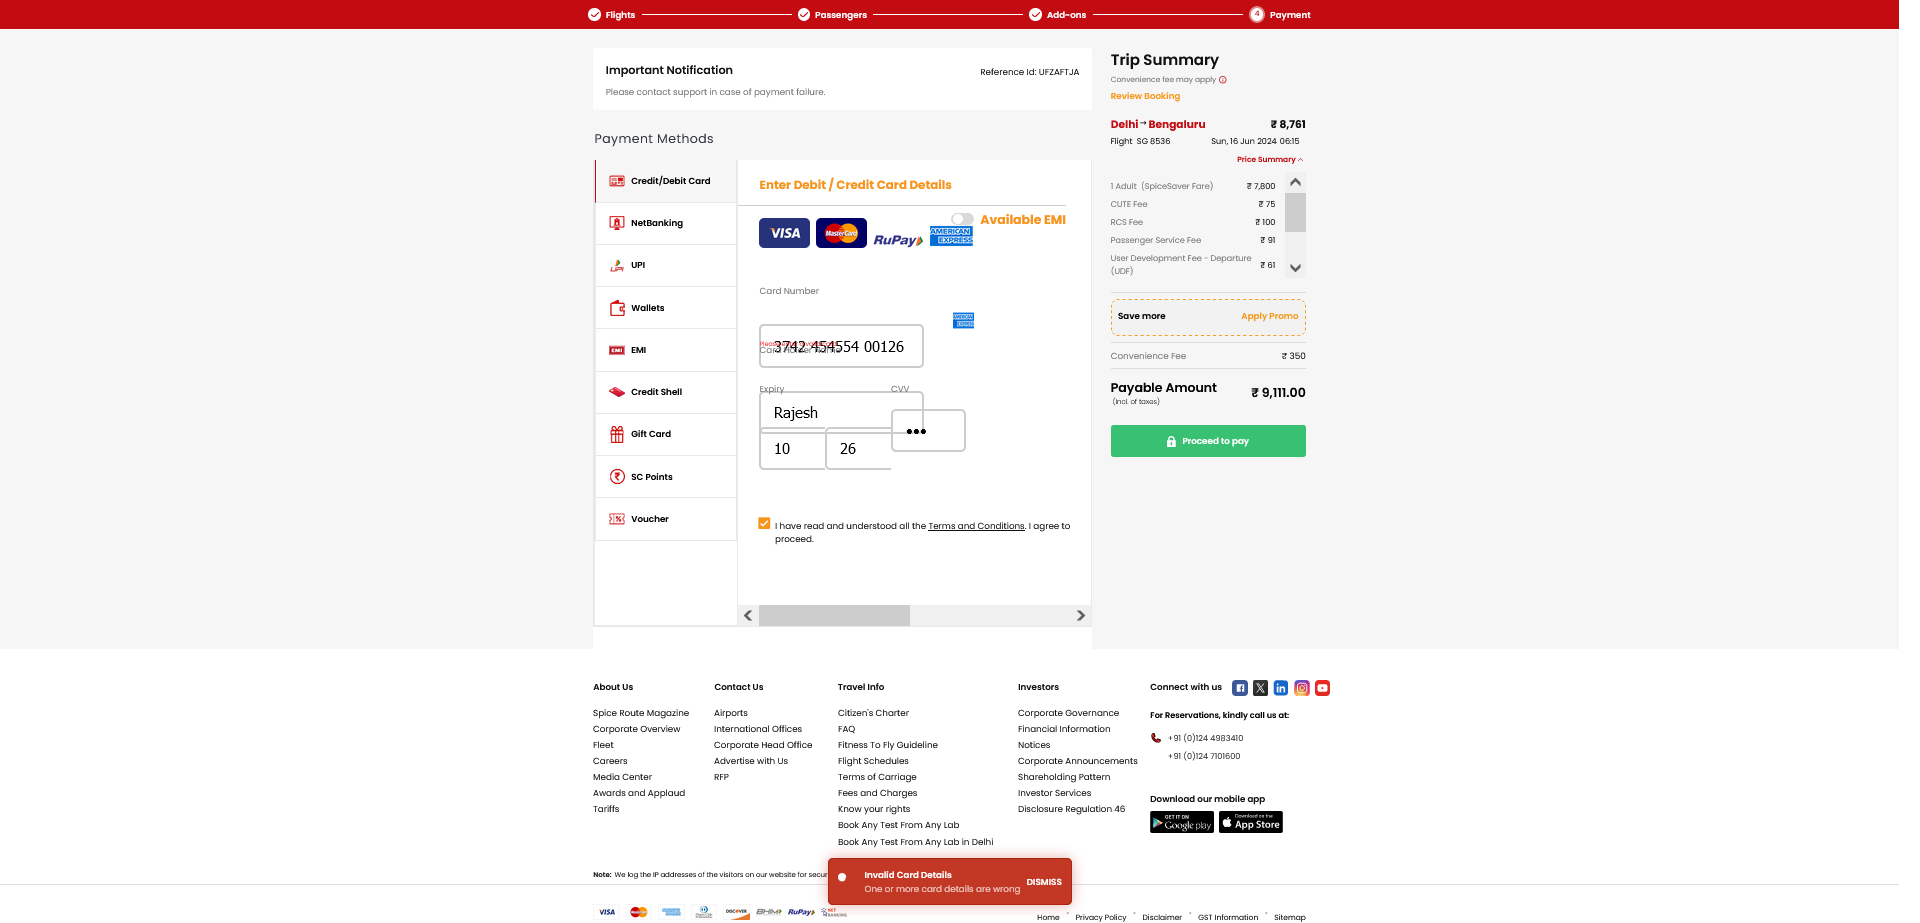 Flights
Passengers
Add-ons
4 Payment
Important Notification
Reference Id: UFZAFTJA
Please contact support in case of payment failure.
Payment Methods
Credit/Debit Card
NetBanking
UPI
Wallets
EMI
Credit Shell
Gift Card
SC Points
Voucher
Enter Debit / Credit Card Details
Available EMI
VISA
MasterCard
RuPay
AMERICAN EXPRESS
Card Number
3742 454554 00126
Card Holder Name
Expiry
CVV
Rajesh
10
26
I have read and understood all the Terms and Conditions. I agree to
proceed.
Trip Summary
Convenience fee may apply
Review Booking
Delhi → Bengaluru ₹ 8,761
Flight SG 8536 Sun, 16 Jun 2024 06:15
Price Summary
1 Adult (SpiceSaver Fare) ₹ 7,800
CUTE Fee ₹ 75
RCS Fee ₹ 100
Passenger Service Fee ₹ 91
User Development Fee - Departure
(UDF) ₹ 61
Save more Apply Promo
Convenience Fee ₹ 350
Payable Amount ₹ 9,111.00
(incl. of taxes)
Proceed to pay
About Us
Spice Route Magazine
Corporate Overview
Fleet
Careers
Media Center
Awards and Applaud
Tariffs
Contact Us
Airports
International Offices
Corporate Head Office
Advertise with Us
RFP
Travel Info
Citizen's Charter
FAQ
Fitness To Fly Guideline
Flight Schedules
Terms of Carriage
Fees and Charges
Know your rights
Book Any Test From Any Lab
Book Any Test From Any Lab in Delhi
Investors
Corporate Governance
Financial Information
Notices
Corporate Announcements
Shareholding Pattern
Investor Services
Disclosure Regulation 46
Connect with us
For Reservations, kindly call us at:
+91 (0)124 4983410
+91 (0)124 7101600
Download our mobile app
GET IT ON
Google play
Download on the
App Store
Note: We log the IP addresses of the visitors on our website for secur
Invalid Card Details
One or more card details are wrong
DISMISS
VISA
DISCOVER
BHIM
RuPay
NET BANKING
Home
Privacy Policy
Disclaimer
GST Information
Sitemap